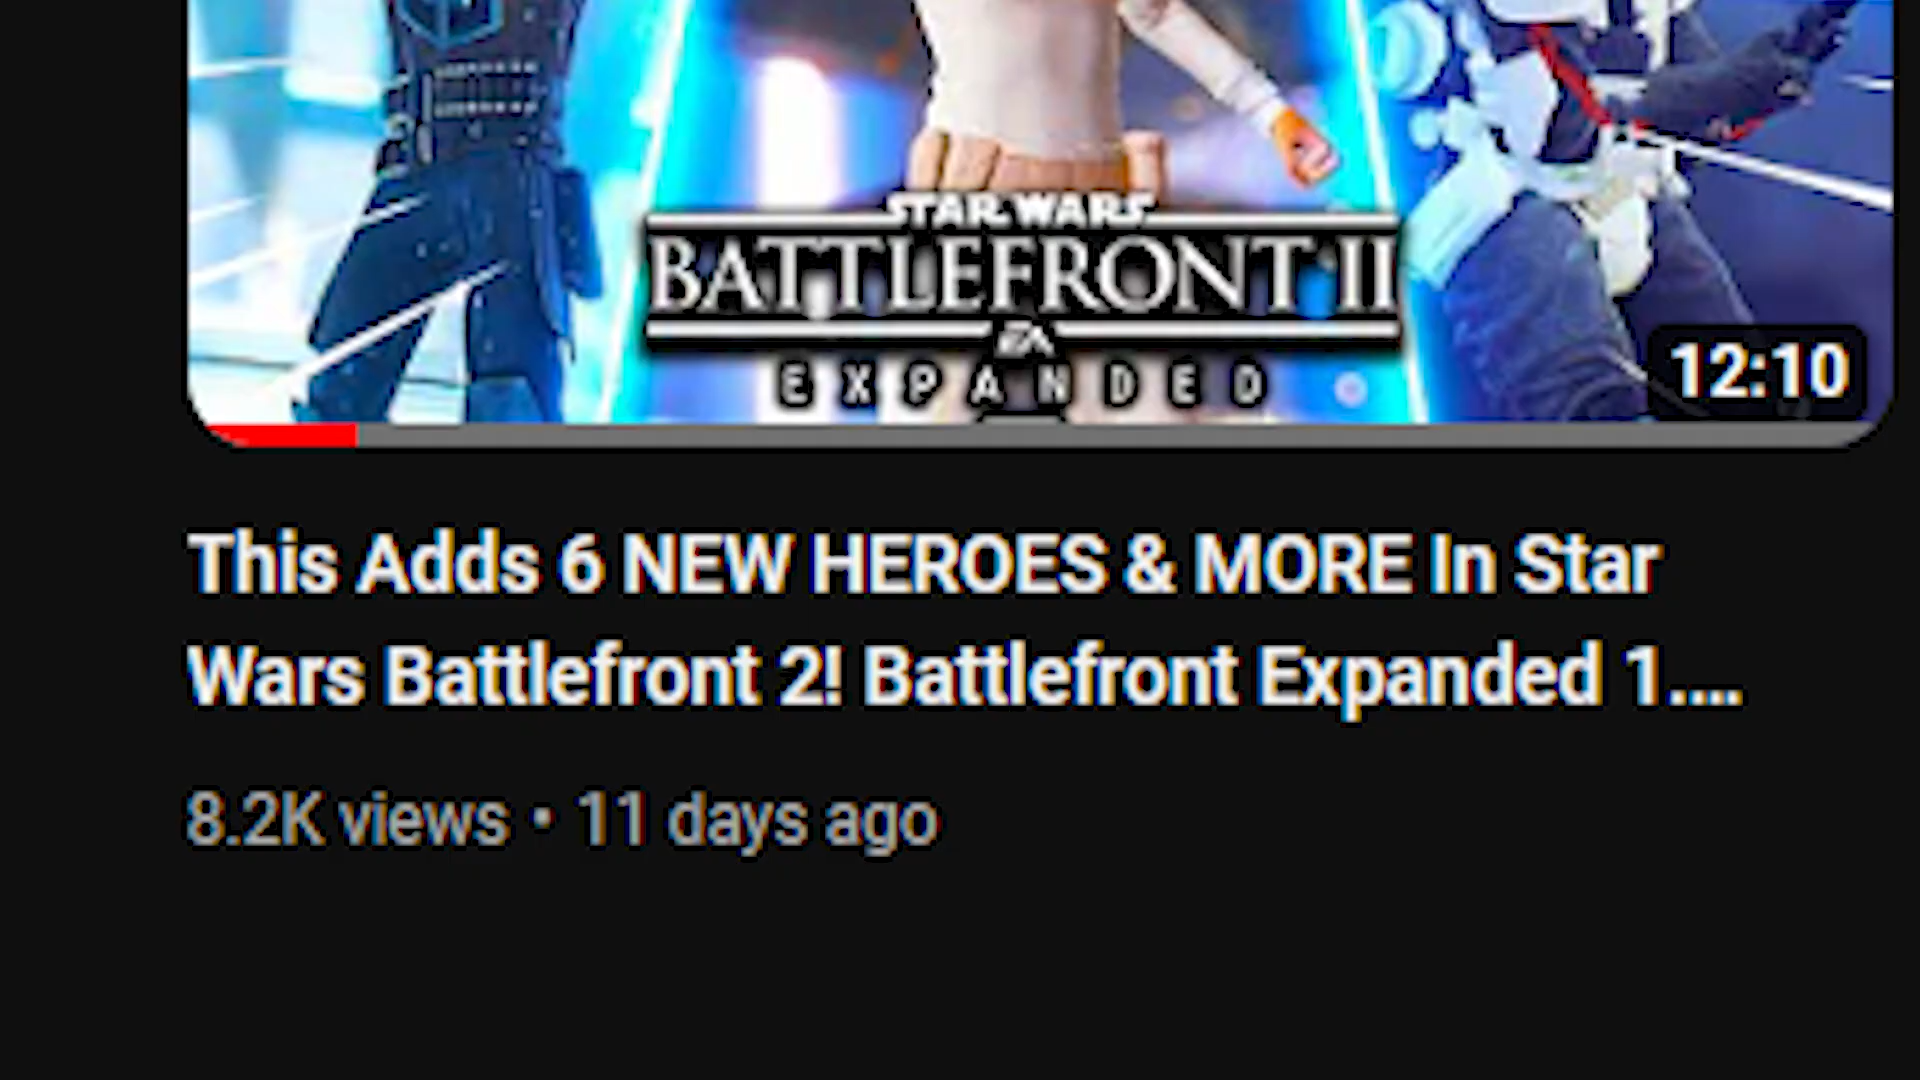 STAR WARS
BATTLEFRONT II
EA
EXPANDED
12:10
This Adds 6 NEW HEROES & MORE In Star
Wars Battlefront 2! Battlefront Expanded 1....
8.2K views • 11 days ago